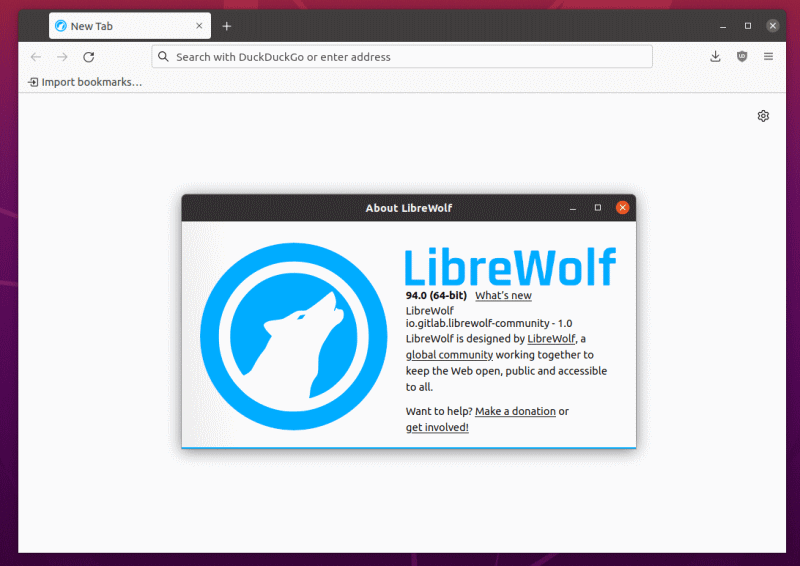 New Tab
Search with DuckDuckGo or enter address
Import bookmarks…
About LibreWolf
LibreWolf
94.0 (64-bit) What's new
LibreWolf
io.gitlab.librewolf-community - 1.0
LibreWolf is designed by LibreWolf, a
global community working together to
keep the Web open, public and accessible
to all.
Want to help? Make a donation or
get involved!